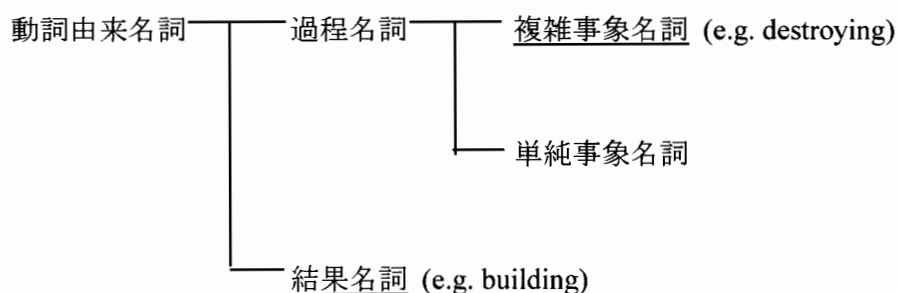 動詞由来名詞 過程名詞 複雑事象名詞 (e.g. destroying)
単純事象名詞
結果名詞 (e.g. building)